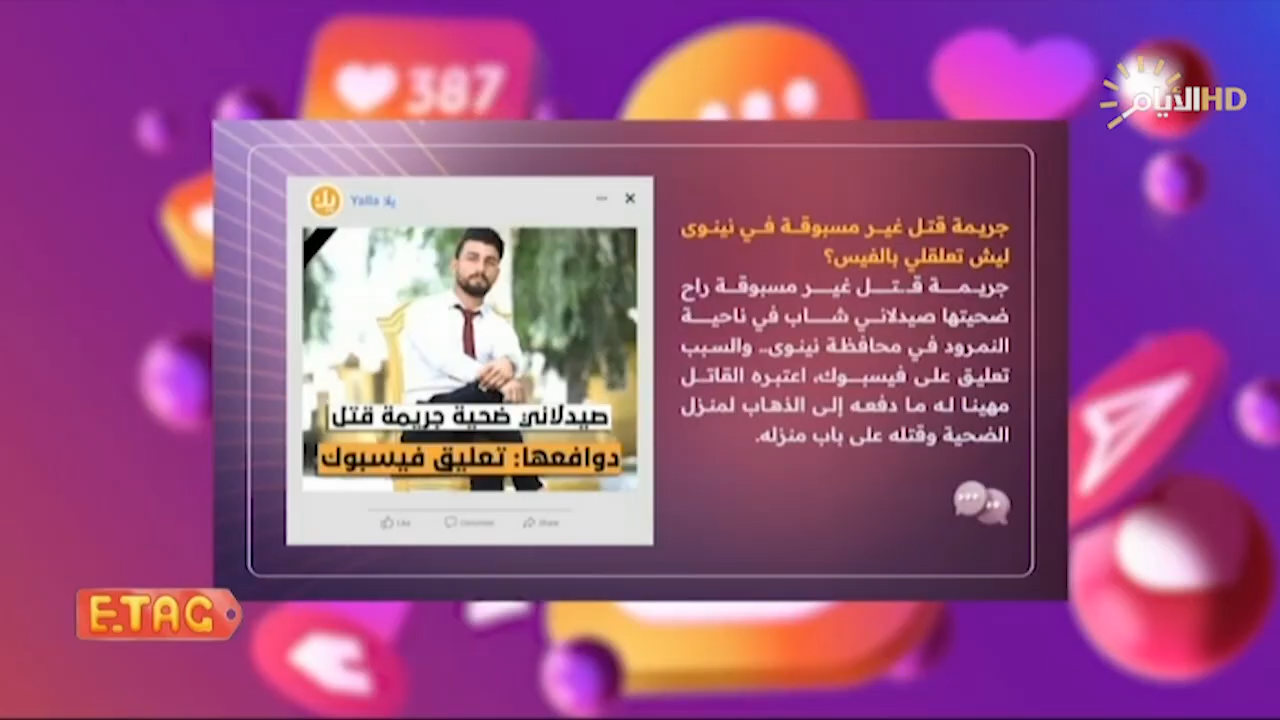 387
الأيام HD
يلا Yalla
جريمة قتل غير مسبوقة في نينوى
ليش تعلقلي بالفيس؟
جريمة قتل غير مسبوقة راح
ضحيتها صيدلاني شاب في ناحية
النمرود في محافظة نينوى.. والسبب
تعليق على فيسبوك، اعتبره القاتل
مهينا له ما دفعه إلى الذهاب لمنزل
الضحية وقتله على باب منزله.
صيدلاني ضحية جريمة قتل
دوافعها: تعليق فيسبوك
Like Comment Share
E.TAG